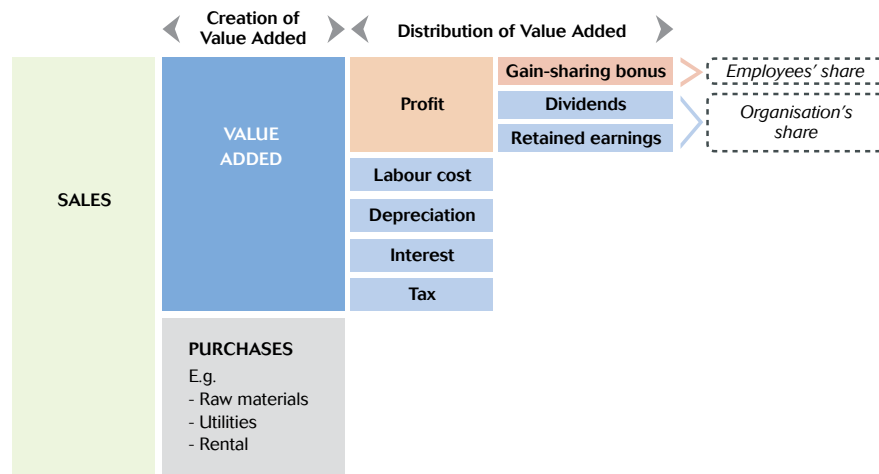 Creation of
Value Added
Distribution of Value Added
SALES
VALUE
ADDED
PURCHASES
E.g.
- Raw materials
- Utilities
- Rental
Profit
Labour cost
Depreciation
Interest
Tax
Gain-sharing bonus
Dividends
Retained earnings
Employees' share
Organisation's
share